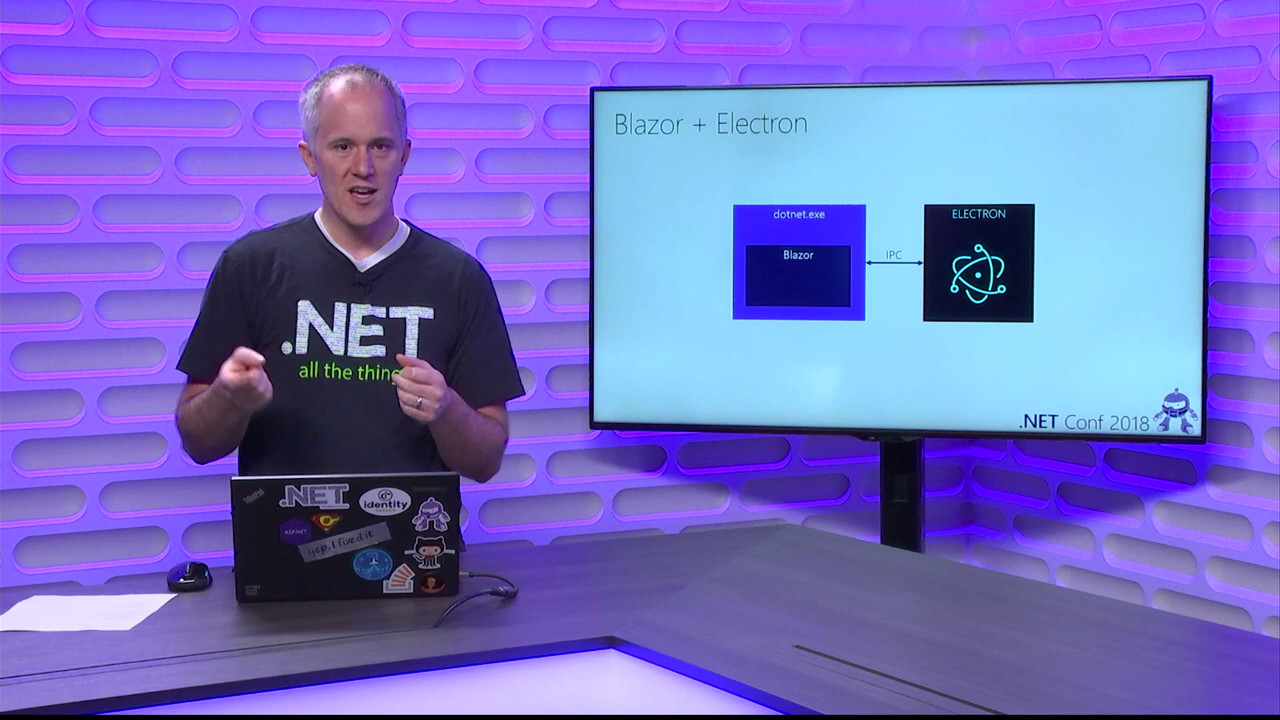 Blazor + Electron
dotnet.exe
Blazor
IPC
ELECTRON
.NET Conf 2018
.NET
all the thing
.NET
identity
ASP.NET
yep, I fixed it